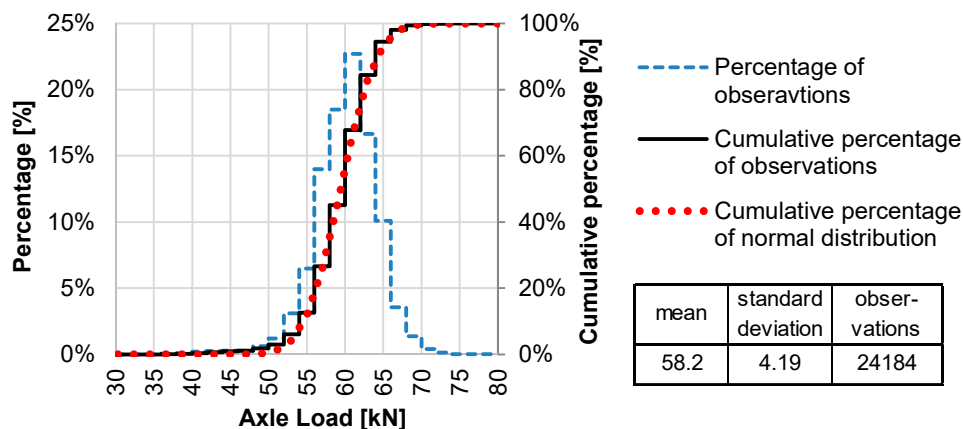 25%
20%
15%
10%
5%
0%
Percentage [%]
100%
80%
60%
40%
20%
0%
Cumulative percentage [%]
30 35 40 45 50 55 60 65 70 75 80
Axle Load [kN]
Percentage of
obseravtions
Cumulative percentage
of observations
Cumulative percentage
of normal distribution
mean standard obser-
deviation vations
58.2 4.19 24184